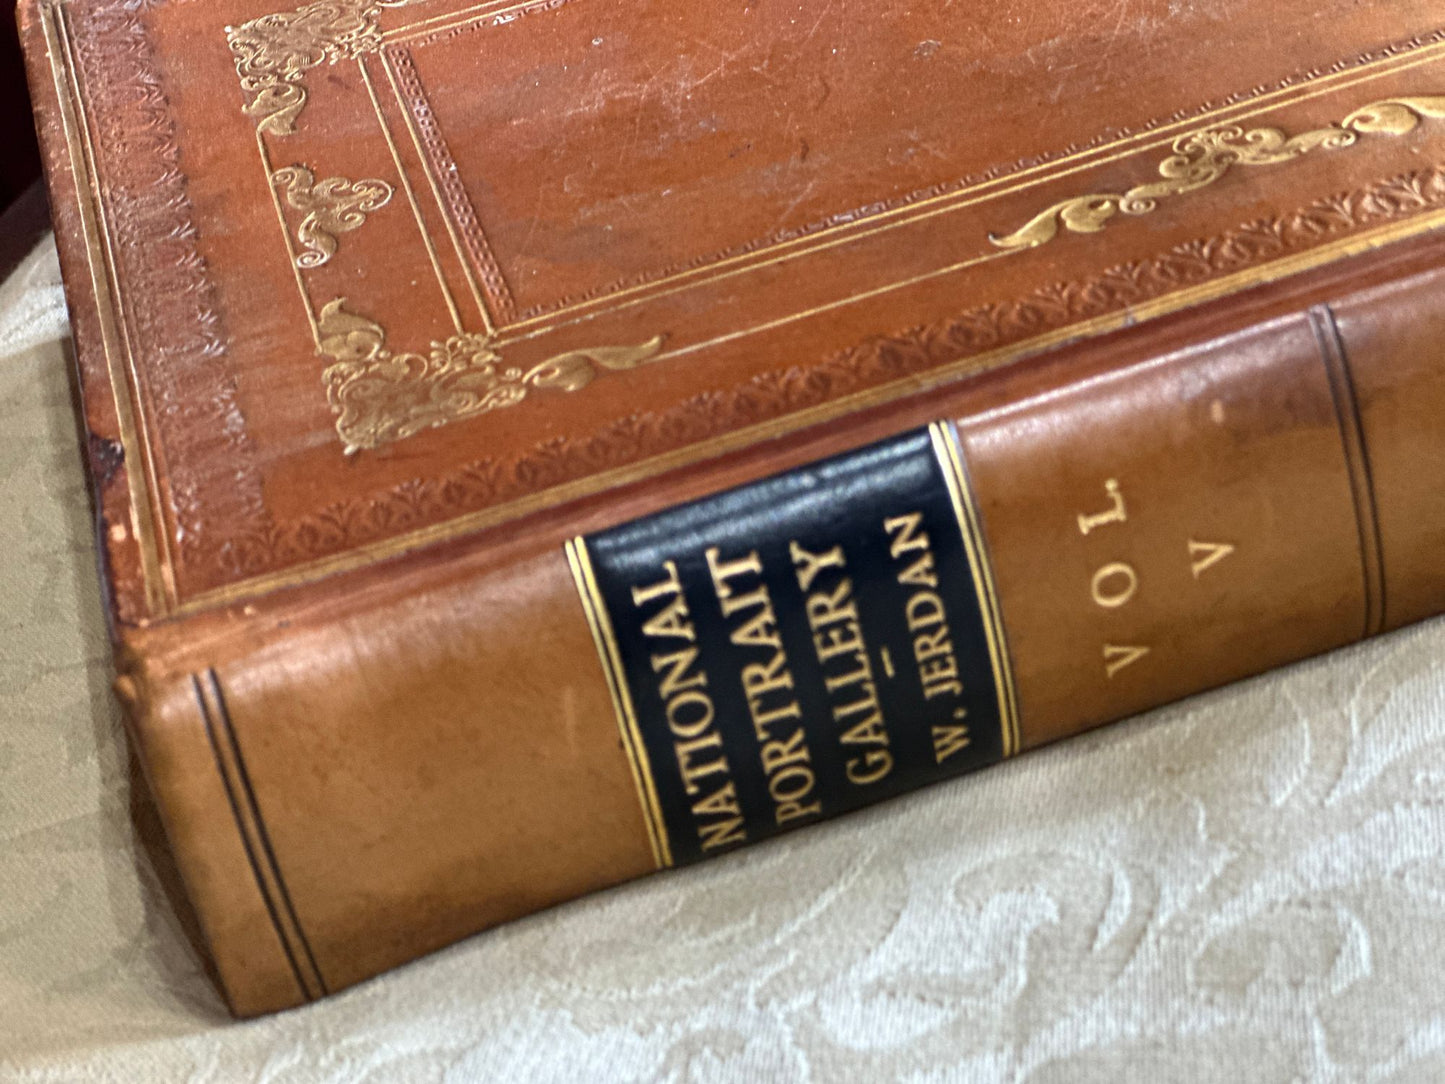 NATIONAL
PORTRAIT
GALLERY
–
W. JERDAN
VOL.
V